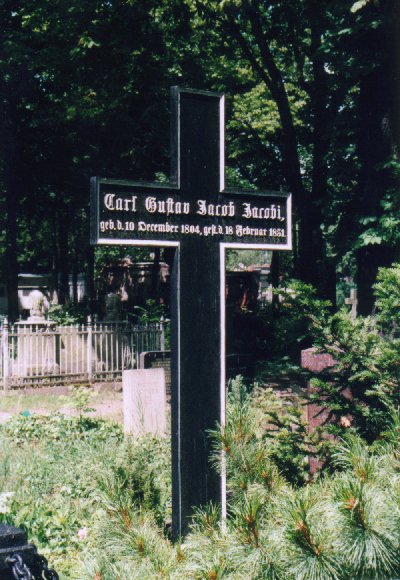 Carl Gustav Jacob Jacobi,
geb. d. 10 December 1804, gest. d. 18 Februar 1851.